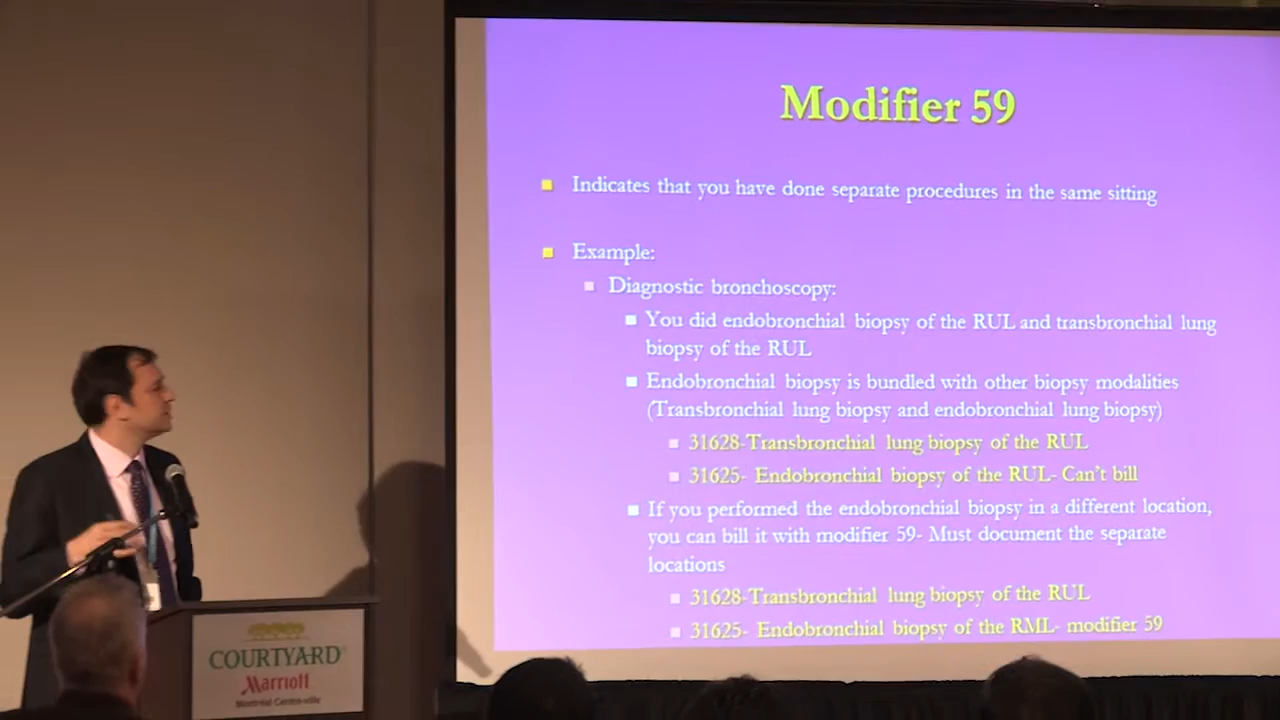 Modifier 59
Indicates that you have done separate procedures in the same sitting
Example:
Diagnostic bronchoscopy:
You did endobronchial biopsy of the RUL and transbronchial lung
biopsy of the RUL
Endobronchial biopsy is bundled with other biopsy modalities
(Transbronchial lung biopsy and endobronchial lung biopsy)
31628-Transbronchial lung biopsy of the RUL
31625- Endobronchial biopsy of the RUL- Can't bill
If you performed the endobronchial biopsy in a different location,
you can bill it with modifier 59- Must document the separate
locations
31628-Transbronchial lung biopsy of the RUL
31625- Endobronchial biopsy of the RML- modifier 59
COURTYARD
Marriott
Montréal Centre-ville